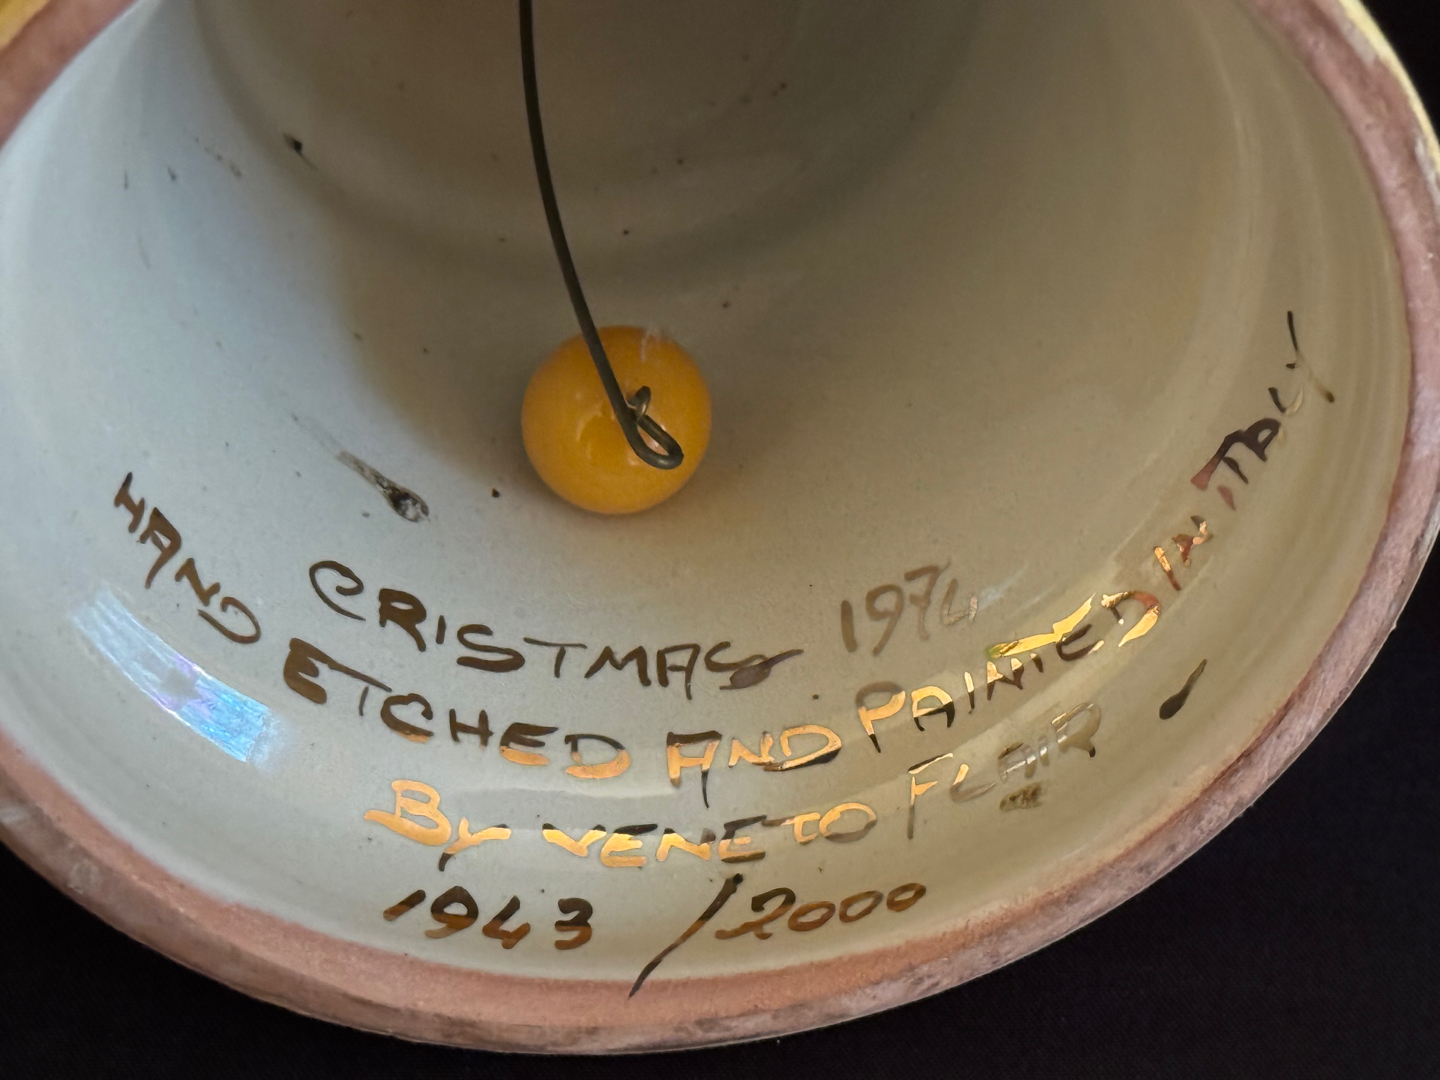 CRISTMAS 1974
HAND ETCHED AND PAINTED IN ITALY
By VENETO FLAIR
1943 /2000